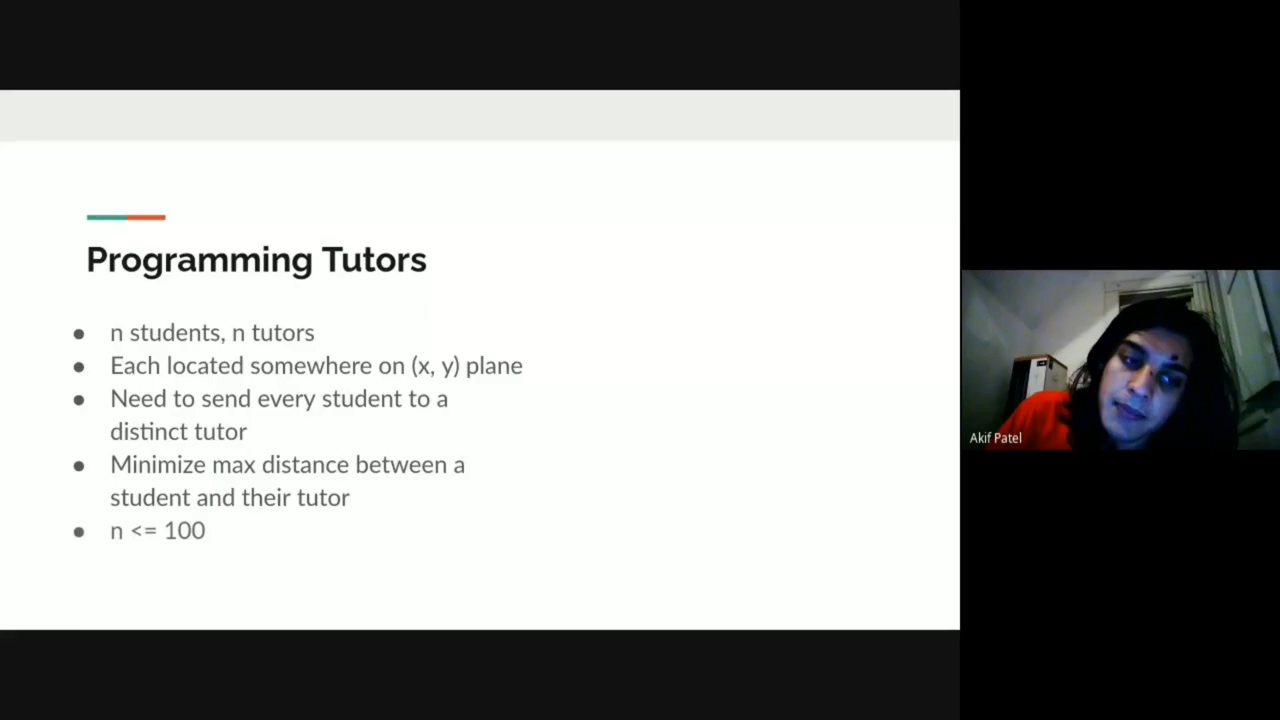 Programming Tutors
● n students, n tutors
● Each located somewhere on (x, y) plane
● Need to send every student to a
distinct tutor
● Minimize max distance between a
student and their tutor
● n <= 100
Akif Patel